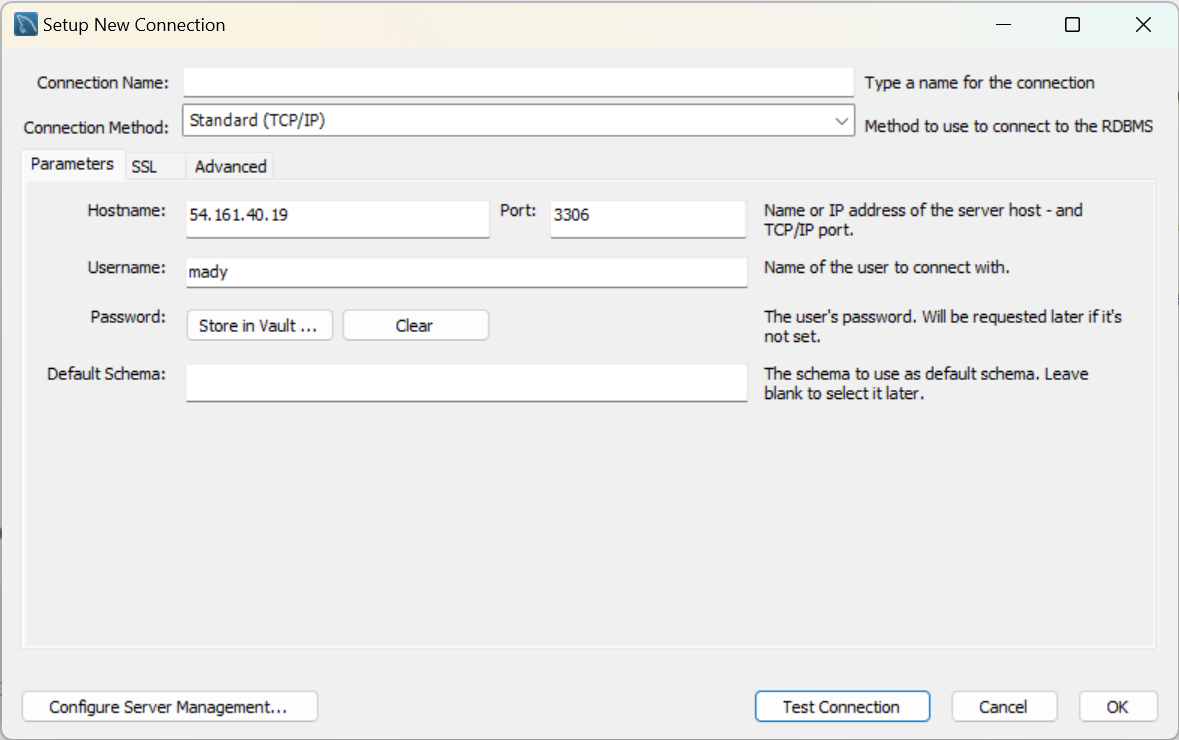 Setup New Connection
Connection Name:
Type a name for the connection
Connection Method:
Standard (TCP/IP)
Method to use to connect to the RDBMS
Parameters
SSL
Advanced
Hostname:
54.161.40.19
Port:
3306
Name or IP address of the server host - and
TCP/IP port.
Username:
mady
Name of the user to connect with.
Password:
Store in Vault ...
Clear
The user's password. Will be requested later if it's
not set.
Default Schema:
The schema to use as default schema. Leave
blank to select it later.
Configure Server Management...
Test Connection
Cancel
OK